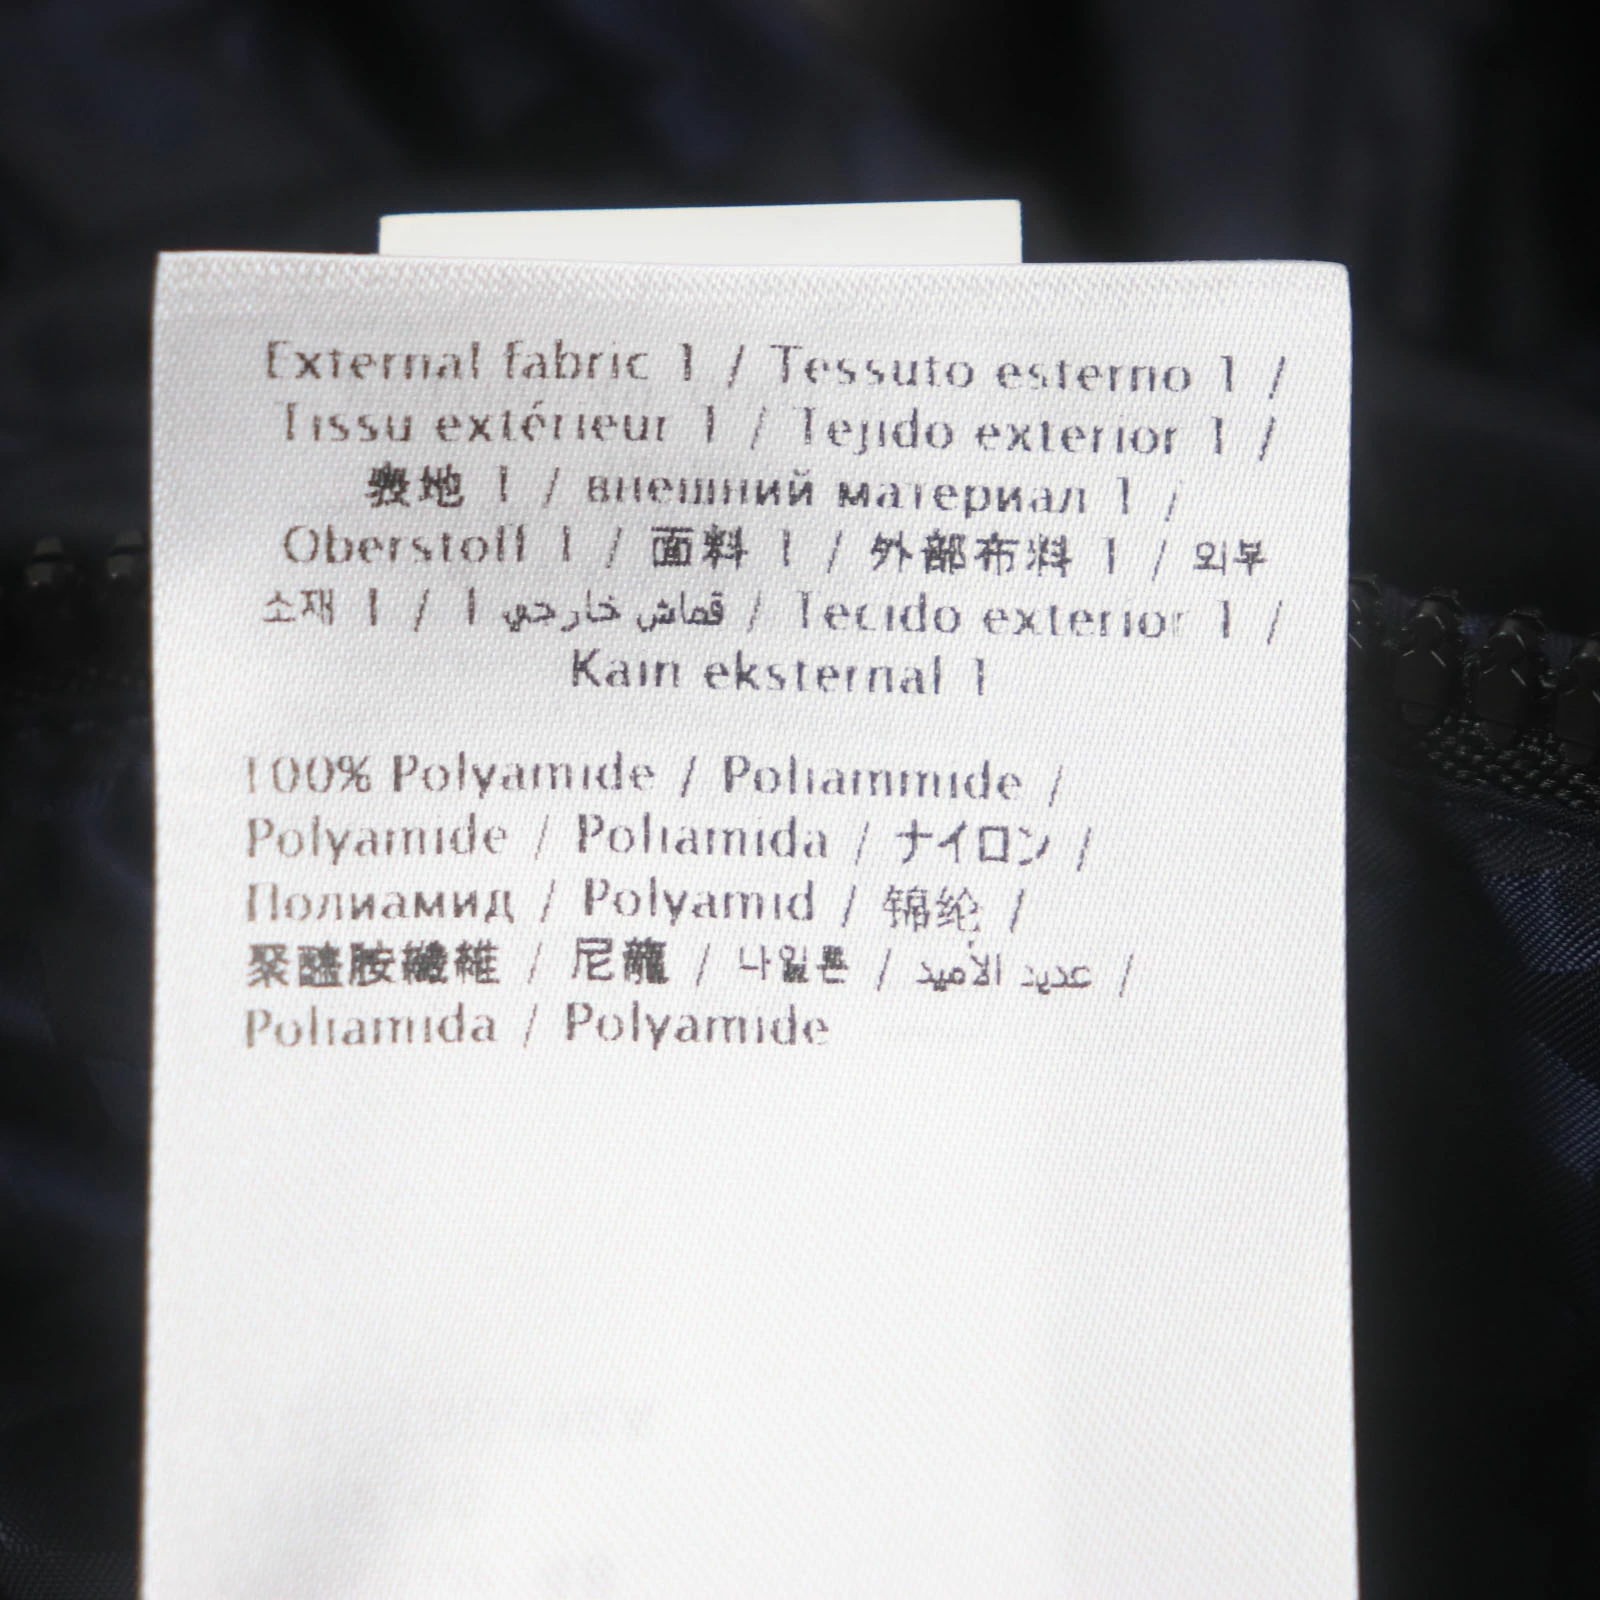 External fabric 1 / Tessuto esterno 1 /
Tissu extérieur 1 / Tejido exterior 1 /
表地 1 / внешний материал 1 /
Oberstoff 1 / 面料 1 / 外部布料 1 / 외부
소재 1 / قماش خارجي 1 / Tecido exterior 1 /
Kain eksternal 1
100% Polyamide / Poliammide /
Polyamide / Poliamida / ナイロン /
Полиамид / Polyamid / 锦纶 /
聚醯胺纖維 / 尼龍 / 나일론 / عديد الأميد /
Poliamida / Polyamide